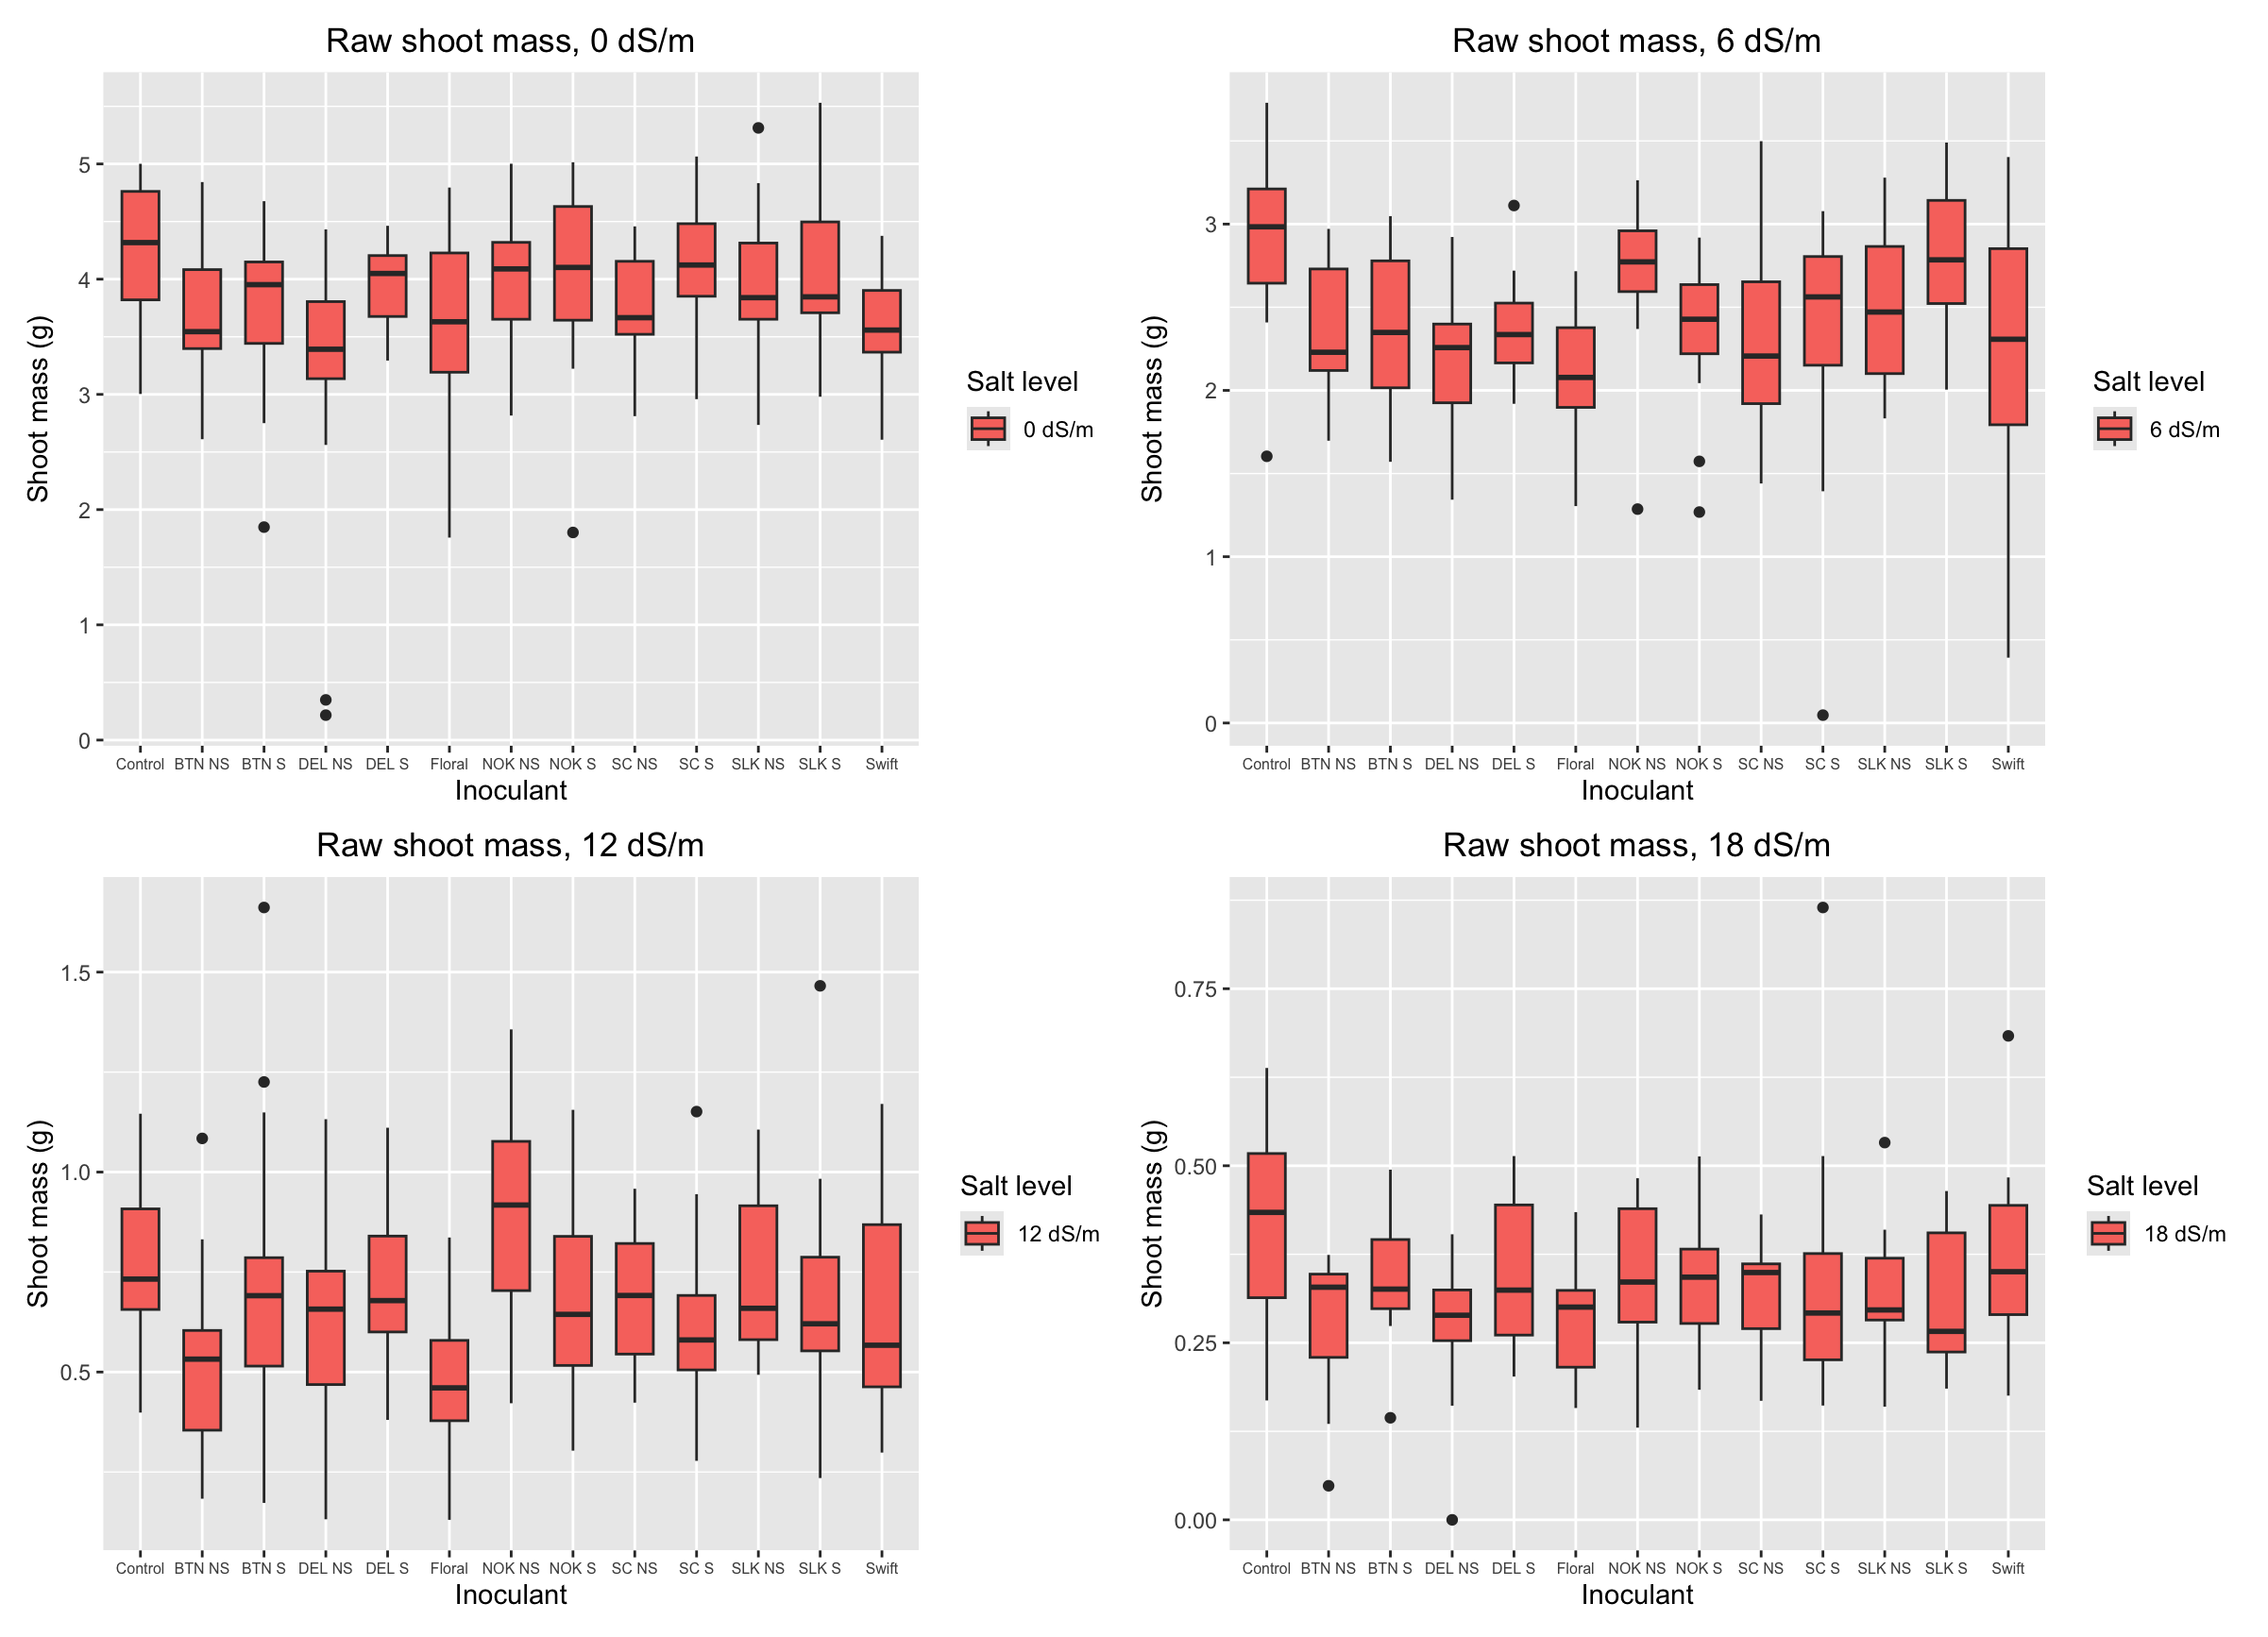 Raw shoot mass, 0 dS/m
Shoot mass (g)
5
4
3
2
1
0
Control BTN NS BTN S DEL NS DEL S Floral NOK NS NOK S SC NS SC S SLK NS SLK S Swift
Inoculant
Salt level
0 dS/m
Raw shoot mass, 6 dS/m
Shoot mass (g)
3
2
1
0
Control BTN NS BTN S DEL NS DEL S Floral NOK NS NOK S SC NS SC S SLK NS SLK S Swift
Inoculant
Salt level
6 dS/m
Raw shoot mass, 12 dS/m
Shoot mass (g)
1.5
1.0
0.5
Control BTN NS BTN S DEL NS DEL S Floral NOK NS NOK S SC NS SC S SLK NS SLK S Swift
Inoculant
Salt level
12 dS/m
Raw shoot mass, 18 dS/m
Shoot mass (g)
0.75
0.50
0.25
0.00
Control BTN NS BTN S DEL NS DEL S Floral NOK NS NOK S SC NS SC S SLK NS SLK S Swift
Inoculant
Salt level
18 dS/m